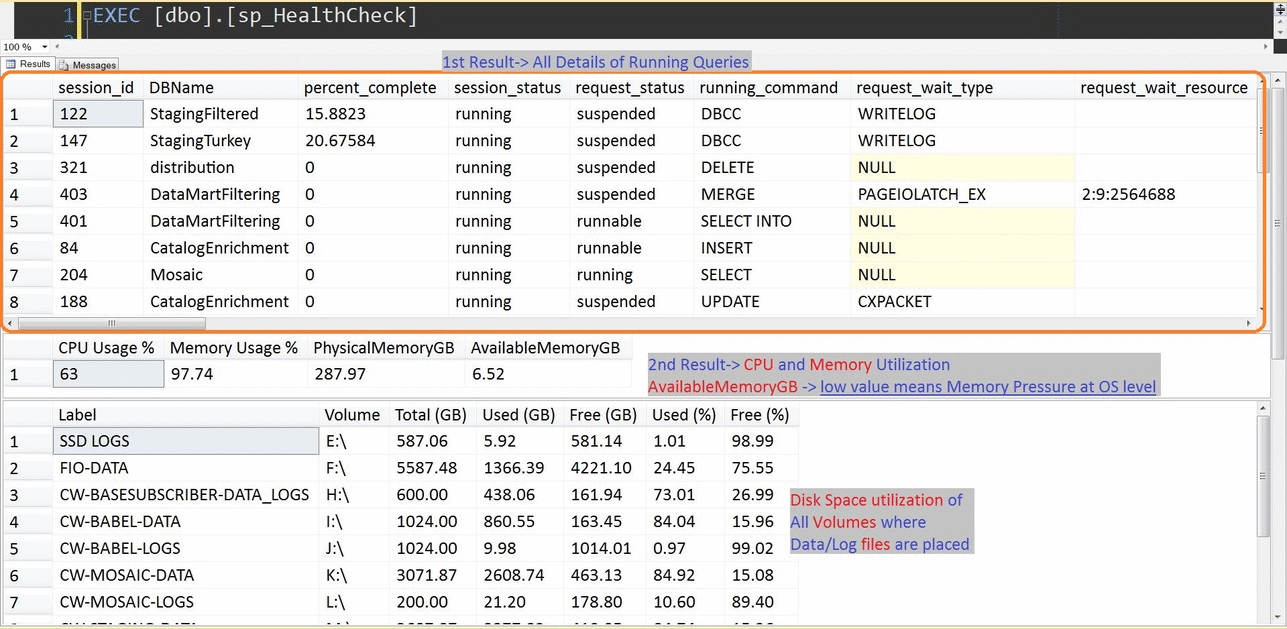 1 EXEC [dbo].[sp_HealthCheck]
100 %
Results Messages
1st Result-> All Details of Running Queries
session_id DBName percent_complete session_status request_status running_command request_wait_type request_wait_resource
1 122 StagingFiltered 15.8823 running suspended DBCC WRITELOG
2 147 StagingTurkey 20.67584 running suspended DBCC WRITELOG
3 321 distribution 0 running suspended DELETE NULL
4 403 DataMartFiltering 0 running suspended MERGE PAGEIOLATCH_EX 2:9:2564688
5 401 DataMartFiltering 0 running runnable SELECT INTO NULL
6 84 CatalogEnrichment 0 running runnable INSERT NULL
7 204 Mosaic 0 running running SELECT NULL
8 188 CatalogEnrichment 0 running suspended UPDATE CXPACKET
CPU Usage % Memory Usage % PhysicalMemoryGB AvailableMemoryGB
1 63 97.74 287.97 6.52
2nd Result-> CPU and Memory Utilization
AvailableMemoryGB -> low value means Memory Pressure at OS level
Label Volume Total (GB) Used (GB) Free (GB) Used (%) Free (%)
1 SSD LOGS E:\ 587.06 5.92 581.14 1.01 98.99
2 FIO-DATA F:\ 5587.48 1366.39 4221.10 24.45 75.55
3 CW-BASESUBSCRIBER-DATA_LOGS H:\ 600.00 438.06 161.94 73.01 26.99
4 CW-BABEL-DATA I:\ 1024.00 860.55 163.45 84.04 15.96
5 CW-BABEL-LOGS J:\ 1024.00 9.98 1014.01 0.97 99.02
6 CW-MOSAIC-DATA K:\ 3071.87 2608.74 463.13 84.92 15.08
7 CW-MOSAIC-LOGS L:\ 200.00 21.20 178.80 10.60 89.40
Disk Space utilization of
All Volumes where
Data/Log files are placed